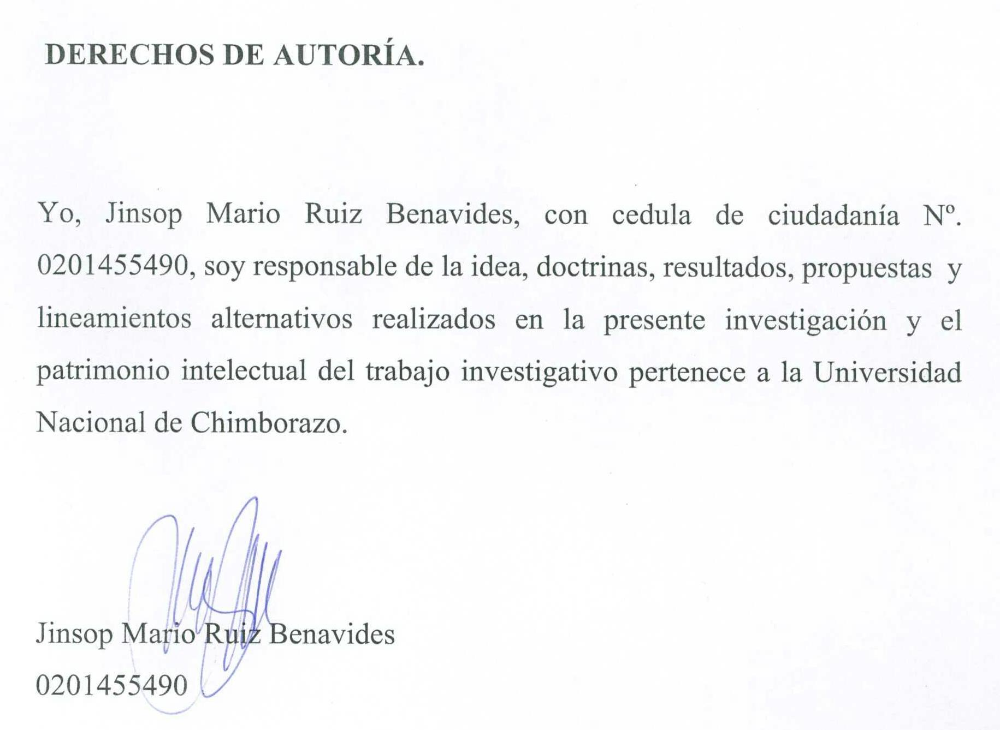 DERECHOS DE AUTORÍA.
Yo, Jinsop Mario Ruiz Benavides, con cedula de ciudadanía Nº.
0201455490, soy responsable de la idea, doctrinas, resultados, propuestas y
lineamientos alternativos realizados en la presente investigación y el
patrimonio intelectual del trabajo investigativo pertenece a la Universidad
Nacional de Chimborazo.
Jinsop Mario Ruiz Benavides
0201455490